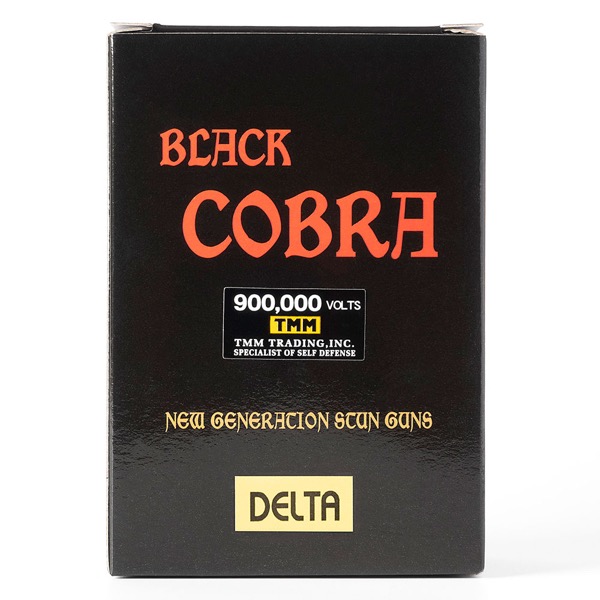 BLACK
COBRA
900,000 VOLTS
TMM
TMM TRADING,INC.
SPECIALIST OF SELF DEFENSE
NEW GENERATION STUN GUNS
DELTA